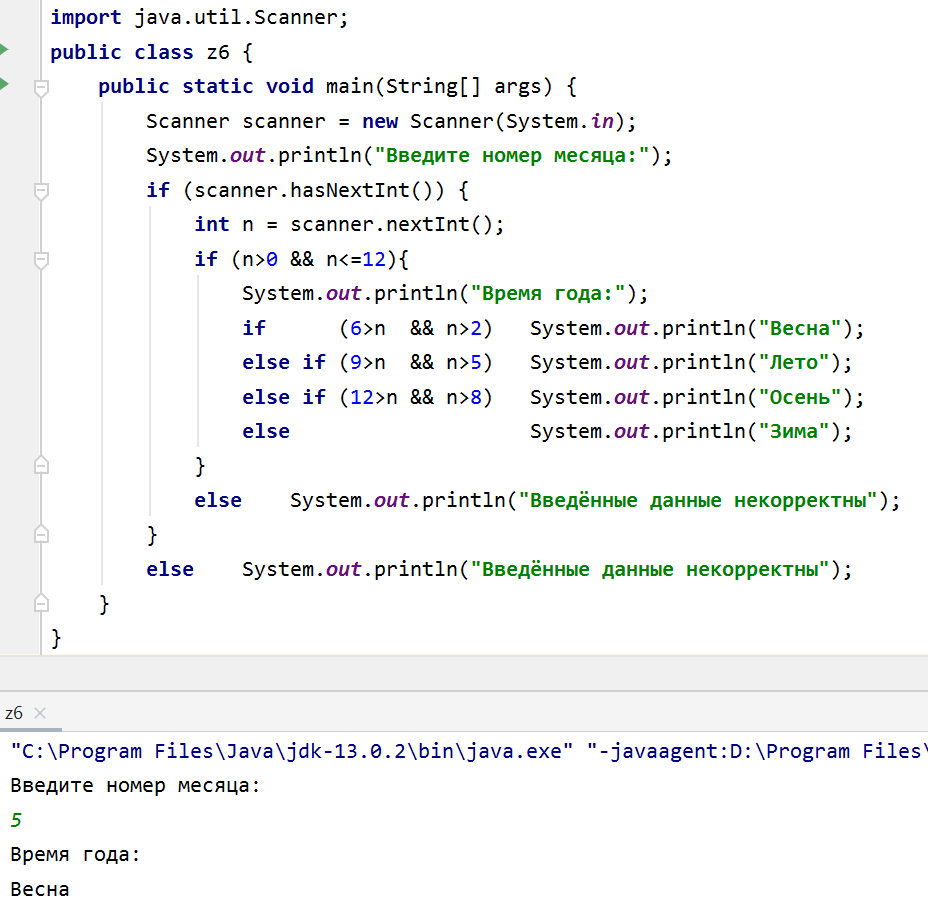 import java.util.Scanner;
public class z6 {
    public static void main(String[] args) {
        Scanner scanner = new Scanner(System.in);
        System.out.println("Введите номер месяца:");
        if (scanner.hasNextInt()) {
            int n = scanner.nextInt();
            if (n>0 && n<=12){
                System.out.println("Время года:");
                if      (6>n  && n>2)   System.out.println("Весна");
                else if (9>n  && n>5)   System.out.println("Лето");
                else if (12>n && n>8)   System.out.println("Осень");
                else                    System.out.println("Зима");
            }
            else    System.out.println("Введённые данные некорректны");
        }
        else    System.out.println("Введённые данные некорректны");
    }
}
z6
"C:\Program Files\Java\jdk-13.0.2\bin\java.exe" "-javaagent:D:\Program Files\
Введите номер месяца:
5
Время года:
Весна